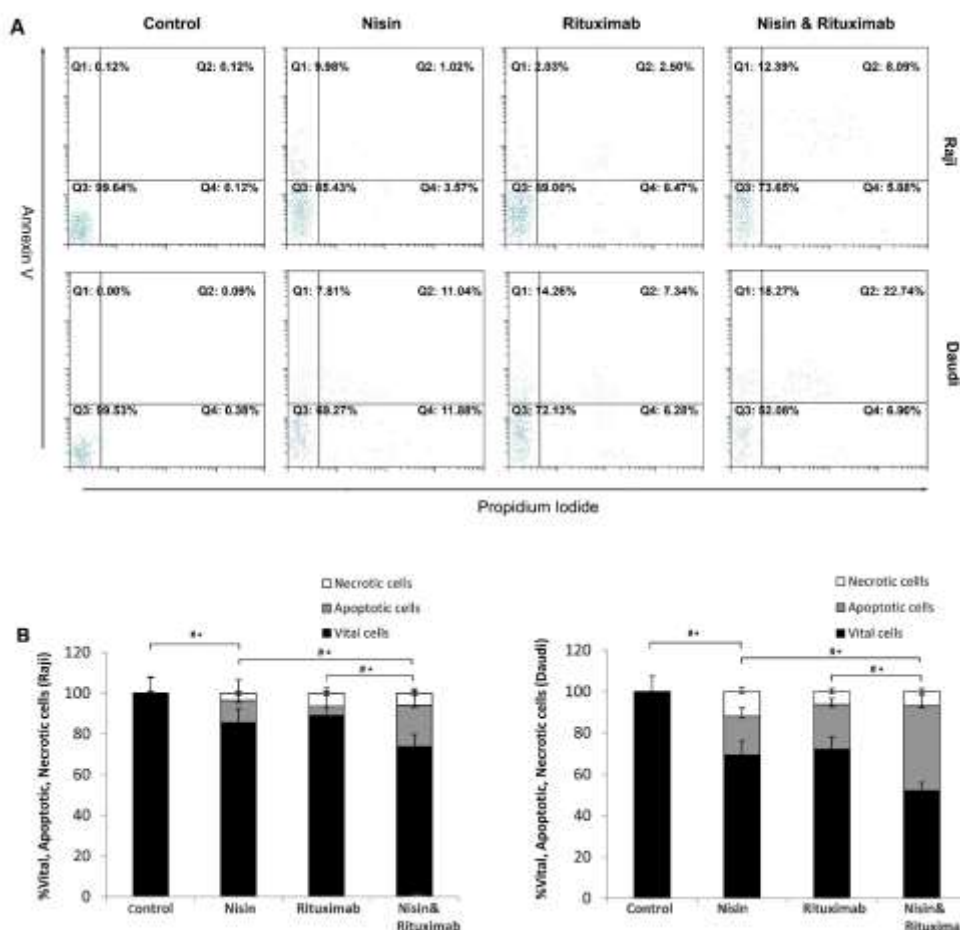 A
Control Nisin Rituximab Nisin & Rituximab
Q1: 0.12% Q2: 0.12% Q1: 9.98% Q2: 1.02% Q1: 2.03% Q2: 2.50% Q1: 12.39% Q2: 8.09%
Raji
Q3: 99.64% Q4: 0.12% Q3: 85.43% Q4: 3.57% Q3: 89.00% Q4: 6.47% Q3: 73.65% Q4: 5.88%
Annexin V
Q1: 0.00% Q2: 0.09% Q1: 7.81% Q2: 11.04% Q1: 14.26% Q2: 7.34% Q1: 18.27% Q2: 22.74%
Daudi
Q3: 99.53% Q4: 0.38% Q3: 69.27% Q4: 11.88% Q3: 72.13% Q4: 6.28% Q3: 52.08% Q4: 6.90%
Propidium Iodide
B
Necrotic cells
Apoptotic cells
Vital cells
%Vital, Apoptotic, Necrotic cells (Raji)
120
100
80
60
40
20
0
Control Nisin Rituximab Nisin&
Rituximab
Necrotic cells
Apoptotic cells
Vital cells
%Vital, Apoptotic, Necrotic cells (Daudi)
120
100
80
60
40
20
0
Control Nisin Rituximab Nisin&